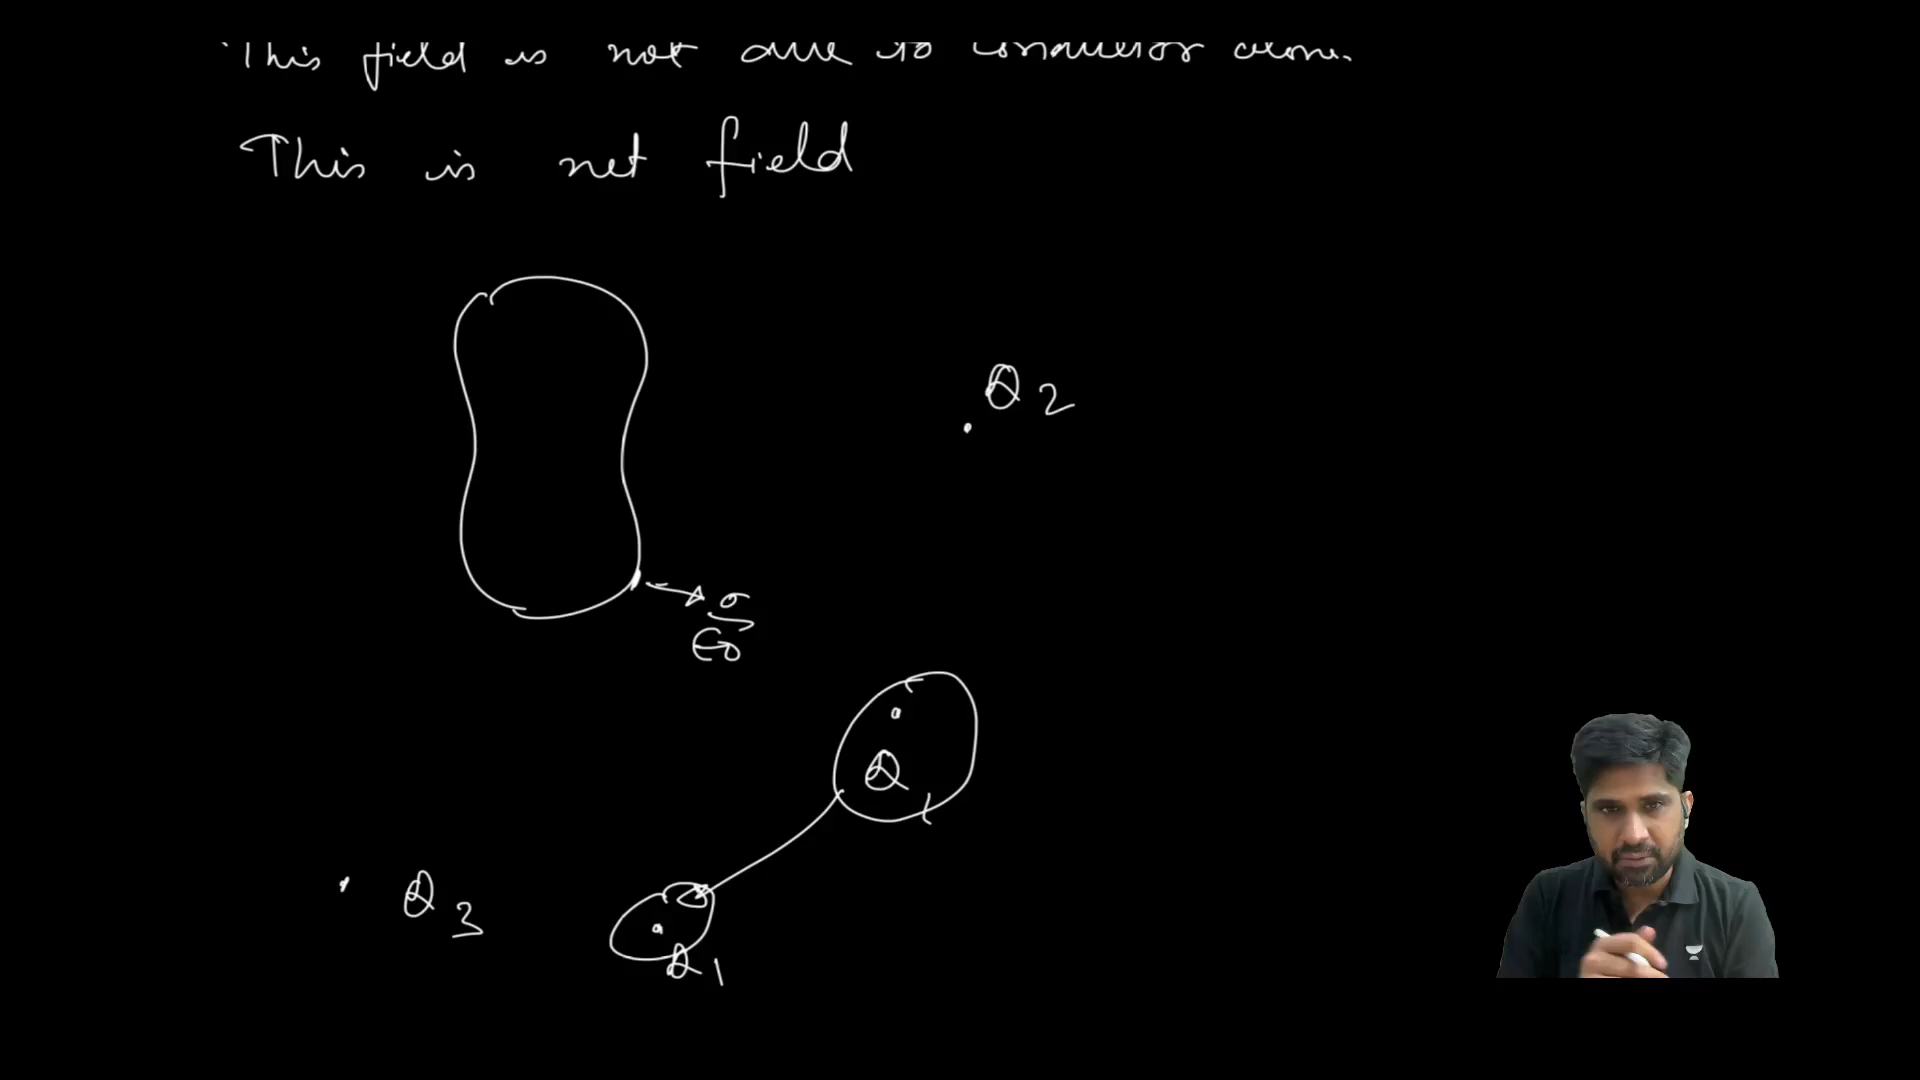 This field is not due to conductor alone.
This is net field
Q2
σ
ϵ0
Q
Q3
Q1